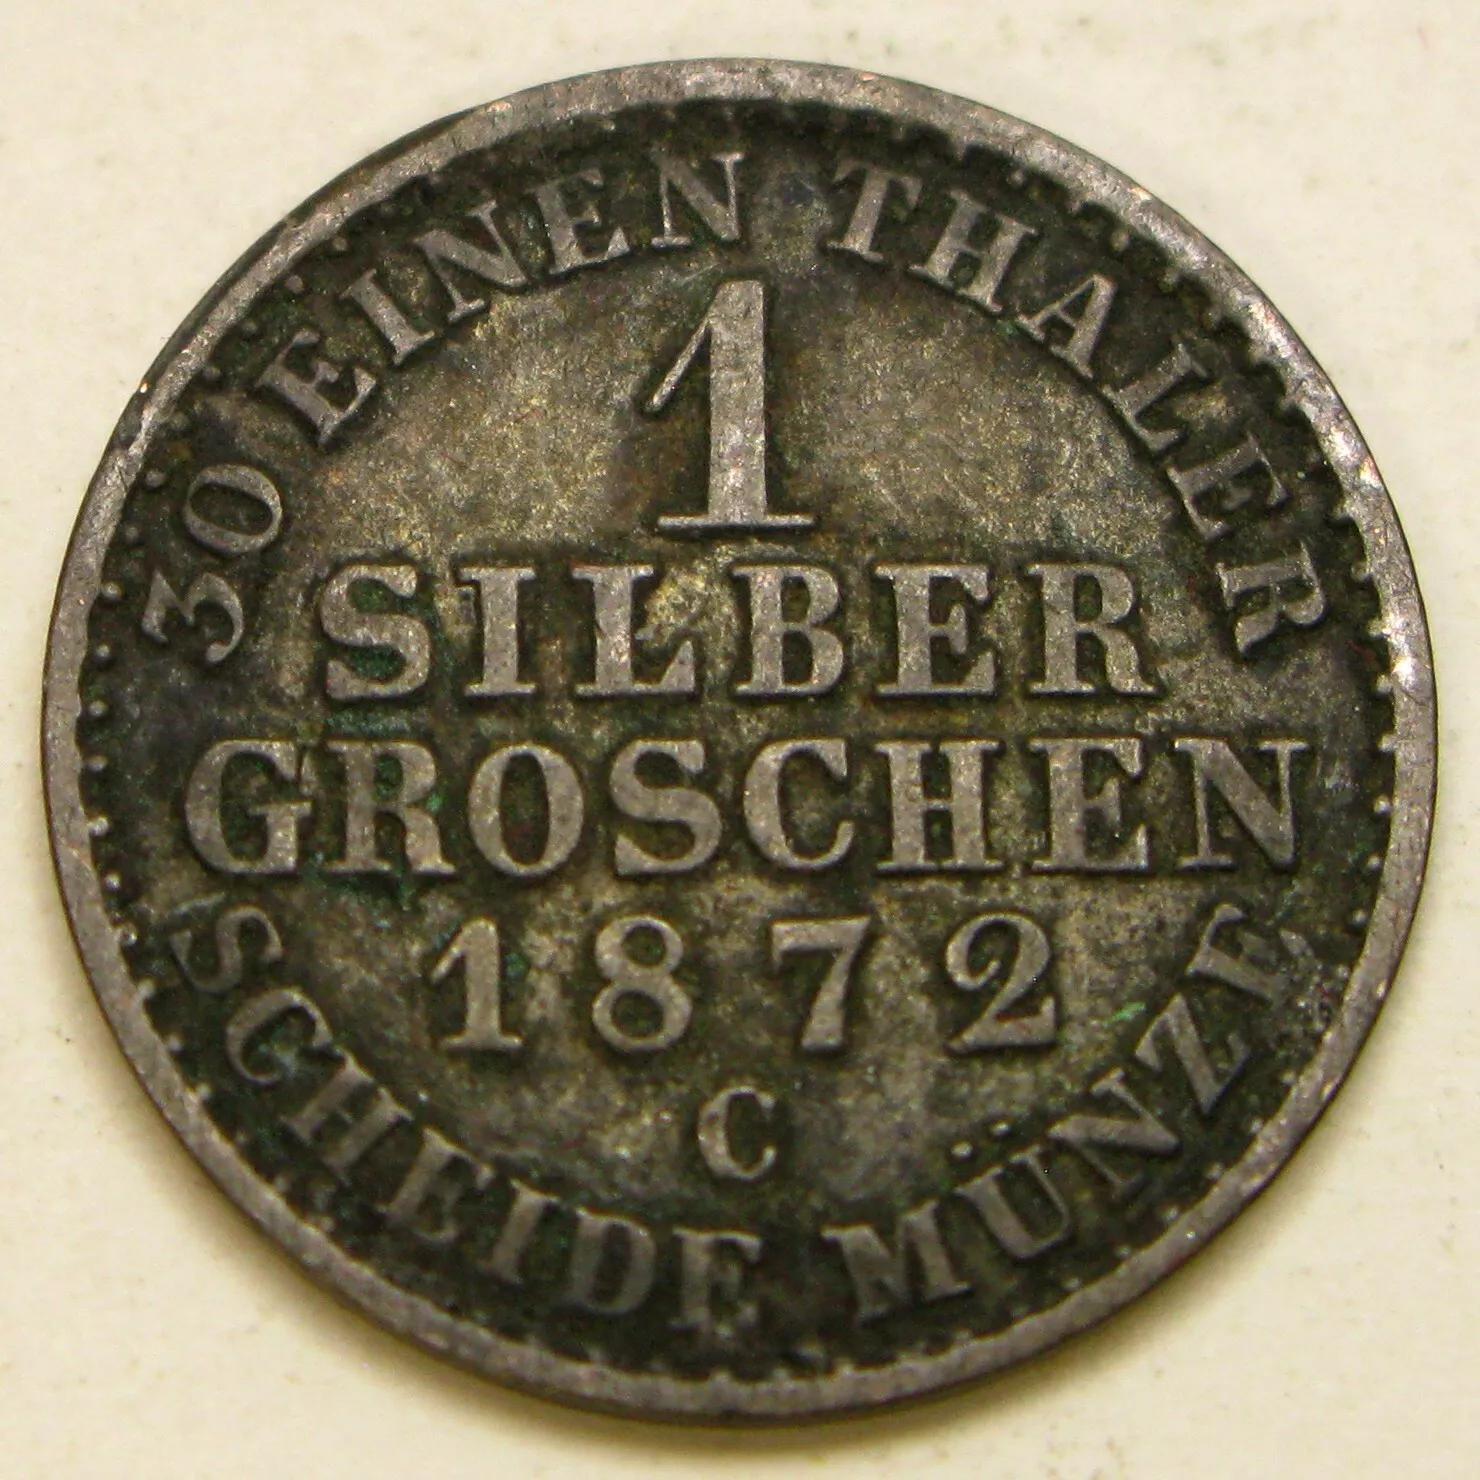 30 EINEN THALER
1
SILBER
GROSCHEN
1872
C
SCHEIDE MÜNZE